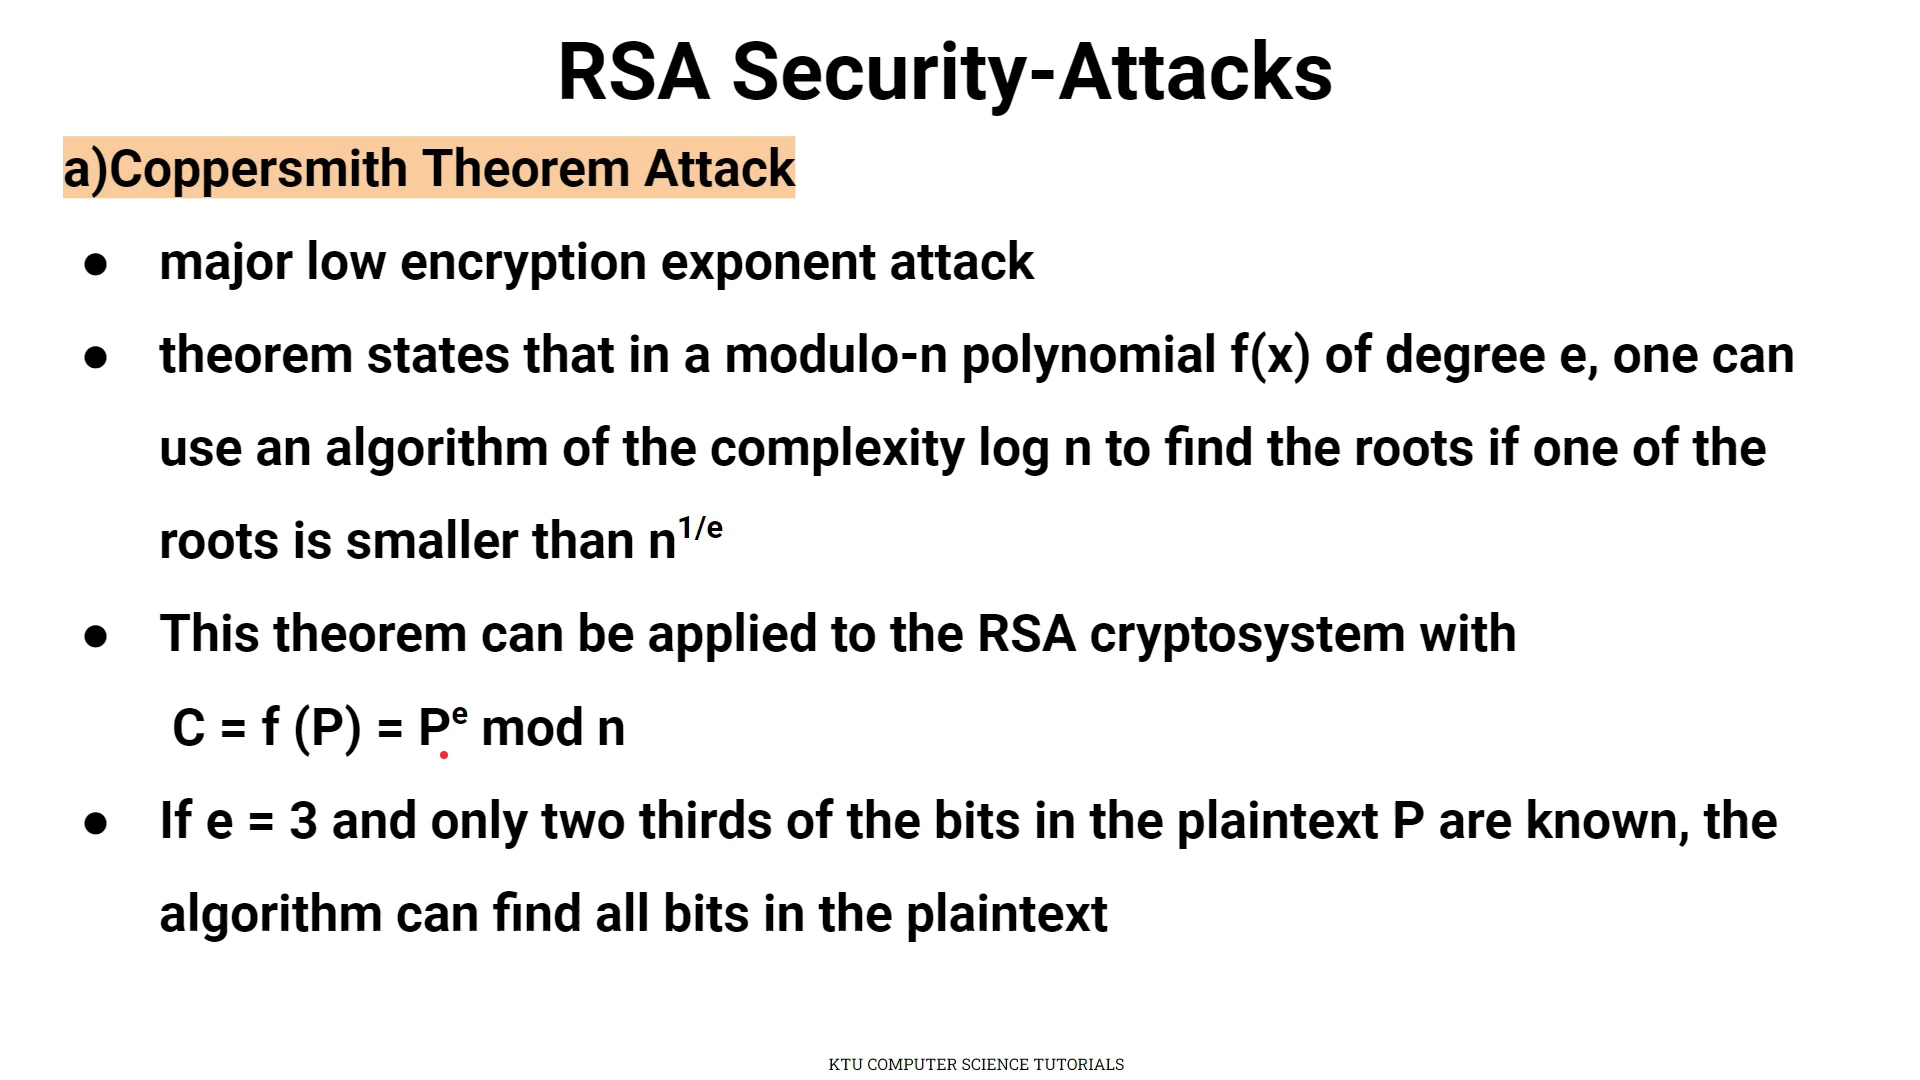 RSA Security-Attacks
a)Coppersmith Theorem Attack
● major low encryption exponent attack
● theorem states that in a modulo-n polynomial f(x) of degree e, one can
use an algorithm of the complexity log n to find the roots if one of the
roots is smaller than n^1/e
● This theorem can be applied to the RSA cryptosystem with
C = f (P) = P^e mod n
● If e = 3 and only two thirds of the bits in the plaintext P are known, the
algorithm can find all bits in the plaintext
KTU COMPUTER SCIENCE TUTORIALS